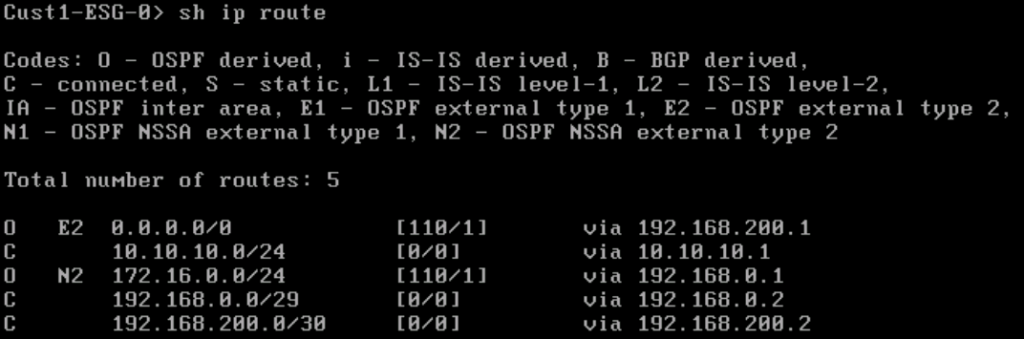 Cust1-ESG-0> sh ip route
Codes: O - OSPF derived, i - IS-IS derived, B - BGP derived,
C - connected, S - static, L1 - IS-IS level-1, L2 - IS-IS level-2,
IA - OSPF inter area, E1 - OSPF external type 1, E2 - OSPF external type 2,
N1 - OSPF NSSA external type 1, N2 - OSPF NSSA external type 2
Total number of routes: 5
O E2 0.0.0.0/0 [110/1] via 192.168.200.1
C 10.10.10.0/24 [0/0] via 10.10.10.1
O N2 172.16.0.0/24 [110/1] via 192.168.0.1
C 192.168.0.0/29 [0/0] via 192.168.0.2
C 192.168.200.0/30 [0/0] via 192.168.200.2